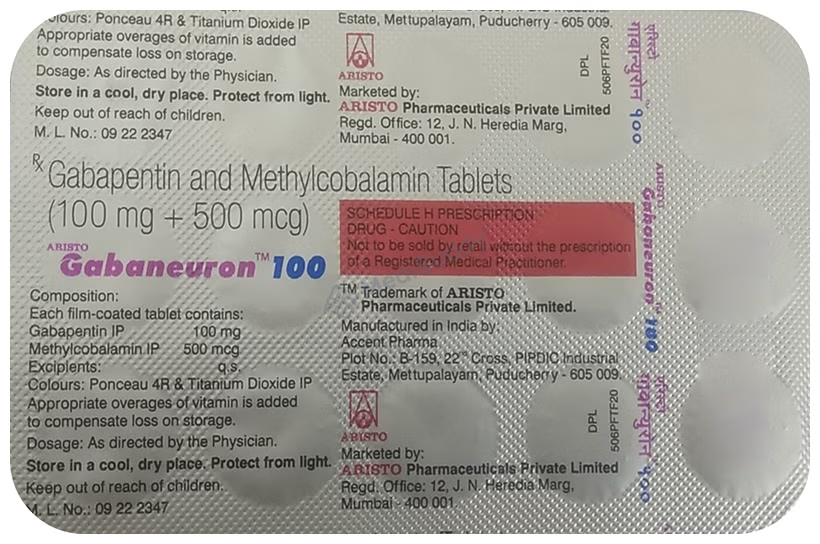 Colours: Ponceau 4R & Titanium Dioxide IP
Appropriate overages of vitamin is added
to compensate loss on storage.
Dosage: As directed by the Physician.
Store in a cool, dry place. Protect from light.
Keep out of reach of children.
M. L. No.: 09 22 2347
Estate, Mettupalayam, Puducherry - 605 009.
ARISTO
DPL
506PFTF20
Marketed by:
ARISTO Pharmaceuticals Private Limited
Regd. Office: 12, J. N. Heredia Marg,
Mumbai - 400 001.
एरिस्टो
गाबान्यूरोन™ १००
Rx Gabapentin and Methylcobalamin Tablets
(100 mg + 500 mcg)
ARISTO
Gabaneuron™ 100
SCHEDULE H PRESCRIPTION
DRUG - CAUTION
Not to be sold by retail without the prescription
of a Registered Medical Practitioner.
Composition:
Each film-coated tablet contains:
Gabapentin IP 100 mg
Methylcobalamin IP 500 mcg
Excipients: q.s.
Colours: Ponceau 4R & Titanium Dioxide IP
Appropriate overages of vitamin is added
to compensate loss on storage.
Dosage: As directed by the Physician.
Store in a cool, dry place. Protect from light.
Keep out of reach of children.
M. L. No.: 09 22 2347
™ Trademark of ARISTO
Pharmaceuticals Private Limited.
Manufactured in India by:
Accent Pharma
Plot No.: B-159, 22nd Cross, PIPDIC Industrial
Estate, Mettupalayam, Puducherry - 605 009.
ARISTO
DPL
506PFTF20
Marketed by:
ARISTO Pharmaceuticals Private Limited
Regd. Office: 12, J. N. Heredia Marg,
Mumbai - 400 001.
ARISTO
Gabaneuron™ 100
एरिस्टो
गाबान्यूरोन™ १००